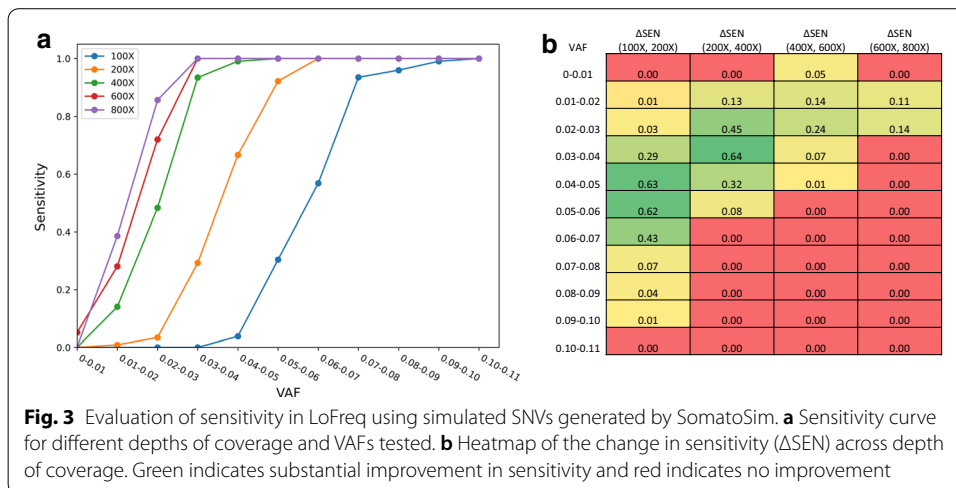 a
1.0
0.8
0.6
0.4
0.2
0.0
Sensitivity
100X
200X
400X
600X
800X
0-0.01
0.01-0.02
0.02-0.03
0.03-0.04
0.04-0.05
0.05-0.06
0.06-0.07
0.07-0.08
0.08-0.09
0.09-0.10
0.10-0.11
VAF
b
VAF ΔSEN (100X, 200X) ΔSEN (200X, 400X) ΔSEN (400X, 600X) ΔSEN (600X, 800X)
0-0.01 0.00 0.00 0.05 0.00
0.01-0.02 0.01 0.13 0.14 0.11
0.02-0.03 0.03 0.45 0.24 0.14
0.03-0.04 0.29 0.64 0.07 0.00
0.04-0.05 0.63 0.32 0.01 0.00
0.05-0.06 0.62 0.08 0.00 0.00
0.06-0.07 0.43 0.00 0.00 0.00
0.07-0.08 0.07 0.00 0.00 0.00
0.08-0.09 0.04 0.00 0.00 0.00
0.09-0.10 0.01 0.00 0.00 0.00
0.10-0.11 0.00 0.00 0.00 0.00
Fig. 3 Evaluation of sensitivity in LoFreq using simulated SNVs generated by SomatoSim. a Sensitivity curve
for different depths of coverage and VAFs tested. b Heatmap of the change in sensitivity (ΔSEN) across depth
of coverage. Green indicates substantial improvement in sensitivity and red indicates no improvement